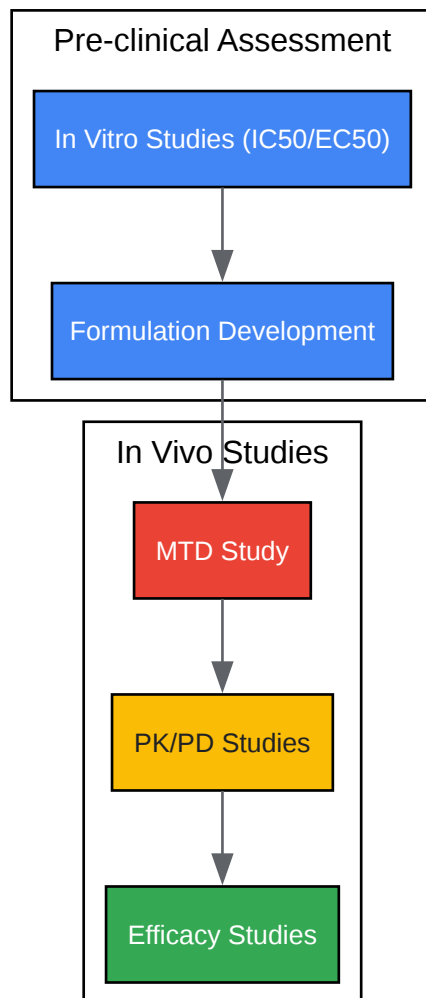 Pre-clinical Assessment
In Vitro Studies (IC50/EC50)
Formulation Development
In Vivo Studies
MTD Study
PK/PD Studies
Efficacy Studies